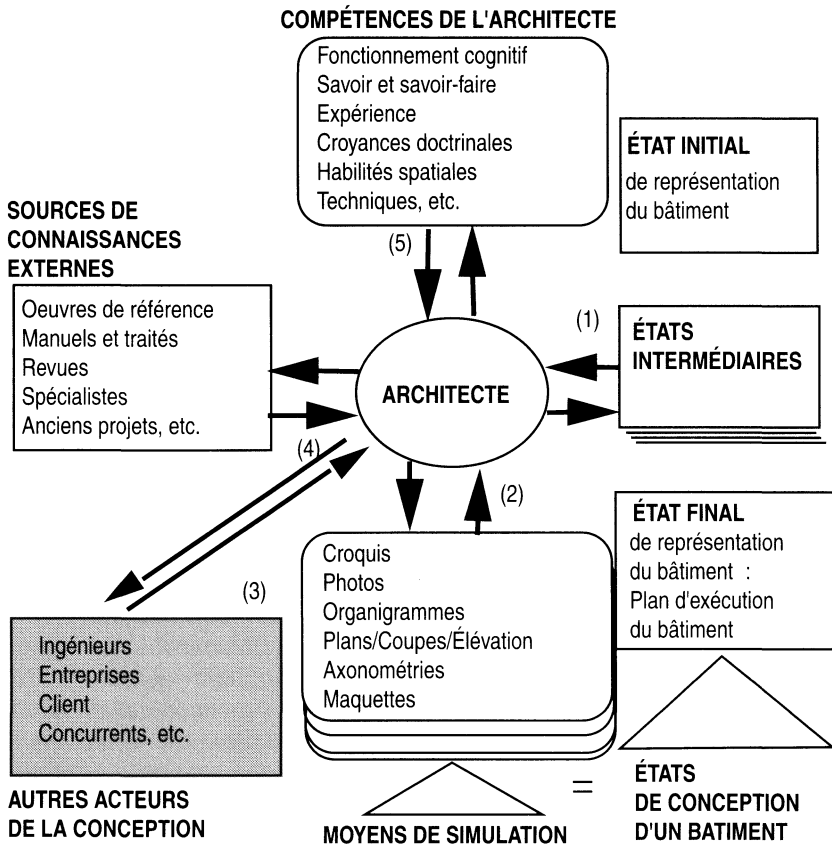 COMPÉTENCES DE L'ARCHITECTE
Fonctionnement cognitif
Savoir et savoir-faire
Expérience
Croyances doctrinales
Habilités spatiales
Techniques, etc.
ÉTAT INITIAL
de représentation
du bâtiment
SOURCES DE
CONNAISSANCES
EXTERNES
Oeuvres de référence
Manuels et traités
Revues
Spécialistes
Anciens projets, etc.
(5)
(1)
ÉTATS
INTERMÉDIAIRES
ARCHITECTE
(4)
(2)
(3)
Croquis
Photos
Organigrammes
Plans/Coupes/Élévation
Axonométries
Maquettes
ÉTAT FINAL
de représentation
du bâtiment :
Plan d'exécution
du bâtiment
Ingénieurs
Entreprises
Client
Concurrents, etc.
AUTRES ACTEURS
DE LA CONCEPTION
MOYENS DE SIMULATION
=
ÉTATS
DE CONCEPTION
D'UN BATIMENT